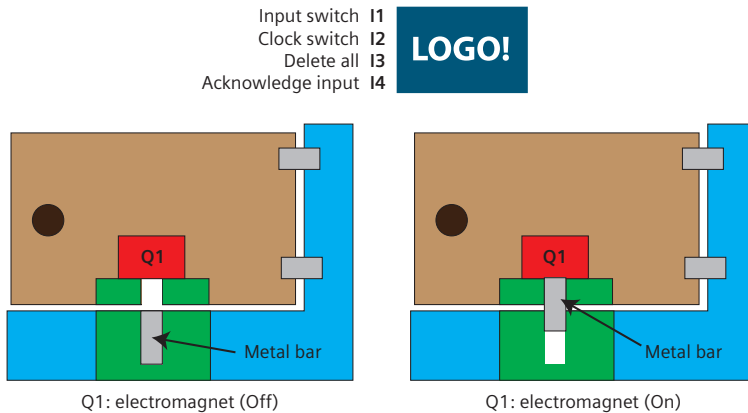 Input switch I1
Clock switch I2
Delete all I3
Acknowledge input I4
LOGO!
Q1
Metal bar
Q1: electromagnet (Off)
Q1
Metal bar
Q1: electromagnet (On)